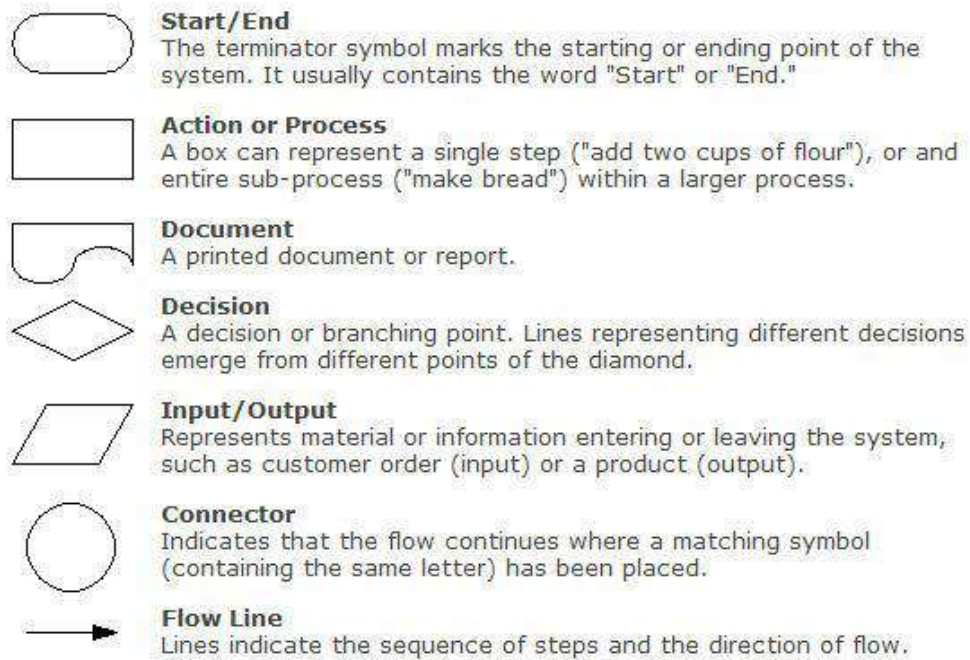 Start/End
The terminator symbol marks the starting or ending point of the
system. It usually contains the word "Start" or "End."
Action or Process
A box can represent a single step ("add two cups of flour"), or and
entire sub-process ("make bread") within a larger process.
Document
A printed document or report.
Decision
A decision or branching point. Lines representing different decisions
emerge from different points of the diamond.
Input/Output
Represents material or information entering or leaving the system,
such as customer order (input) or a product (output).
Connector
Indicates that the flow continues where a matching symbol
(containing the same letter) has been placed.
Flow Line
Lines indicate the sequence of steps and the direction of flow.